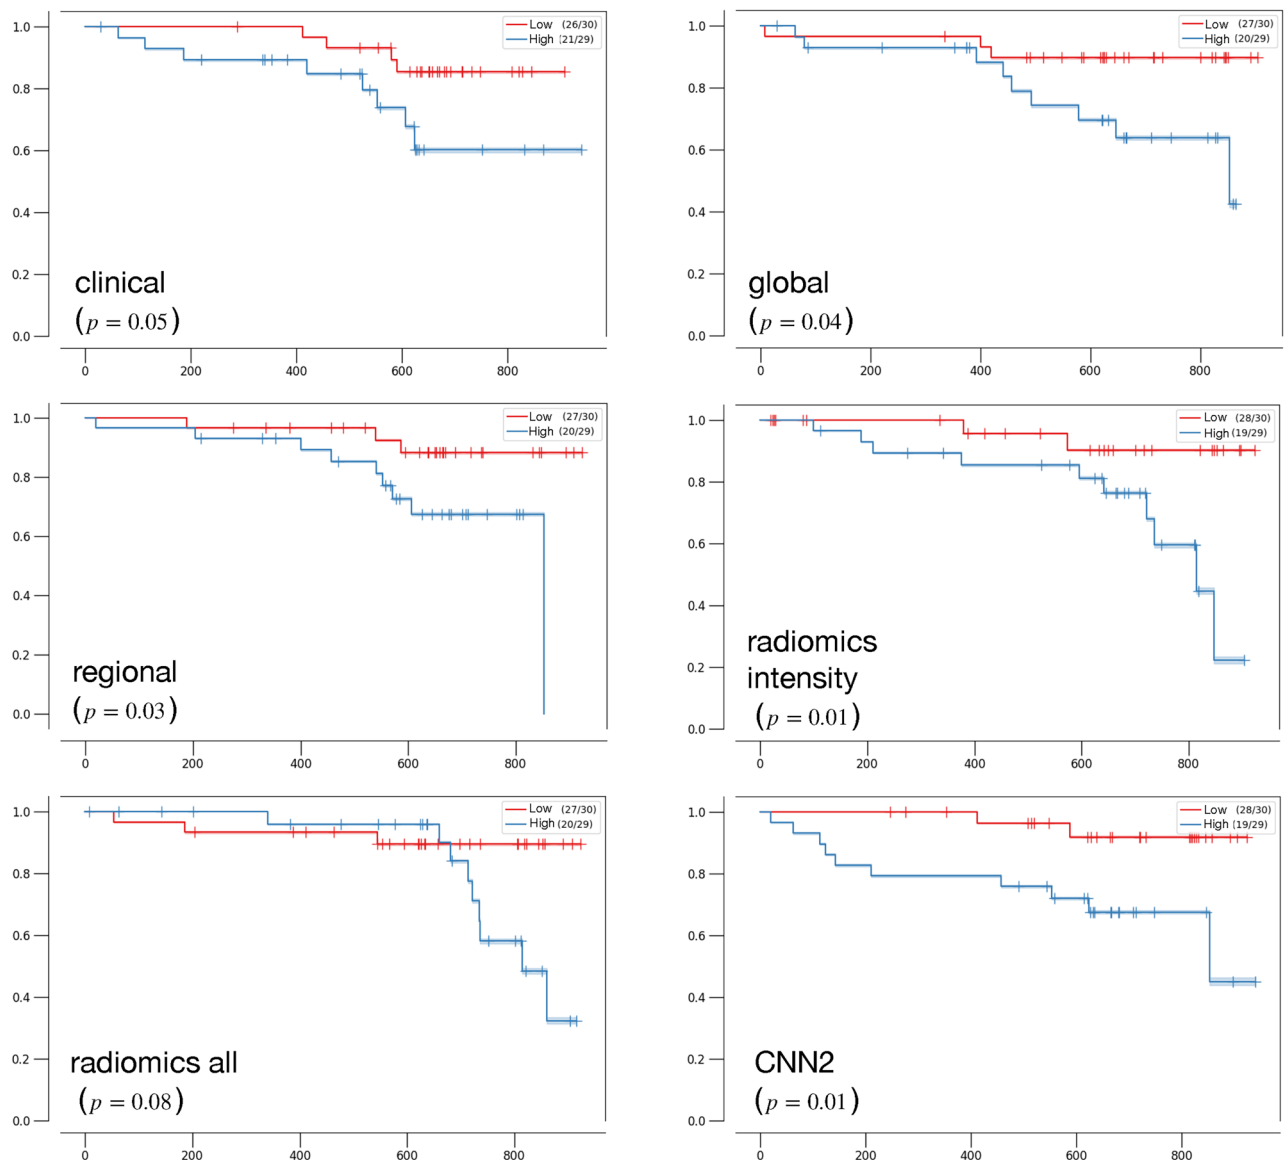 1.0
0.8
0.6
0.4
0.2
0.0
Low (26/30)
High (21/29)
clinical
(p = 0.05)
0 200 400 600 800
1.0
0.8
0.6
0.4
0.2
0.0
Low (27/30)
High (20/29)
global
(p = 0.04)
0 200 400 600 800
1.0
0.8
0.6
0.4
0.2
0.0
Low (27/30)
High (20/29)
regional
(p = 0.03)
0 200 400 600 800
1.0
0.8
0.6
0.4
0.2
0.0
Low (28/30)
High (19/29)
radiomics
intensity
(p = 0.01)
0 200 400 600 800
1.0
0.8
0.6
0.4
0.2
0.0
Low (27/30)
High (20/29)
radiomics all
(p = 0.08)
0 200 400 600 800
1.0
0.8
0.6
0.4
0.2
0.0
Low (28/30)
High (19/29)
CNN2
(p = 0.01)
0 200 400 600 800